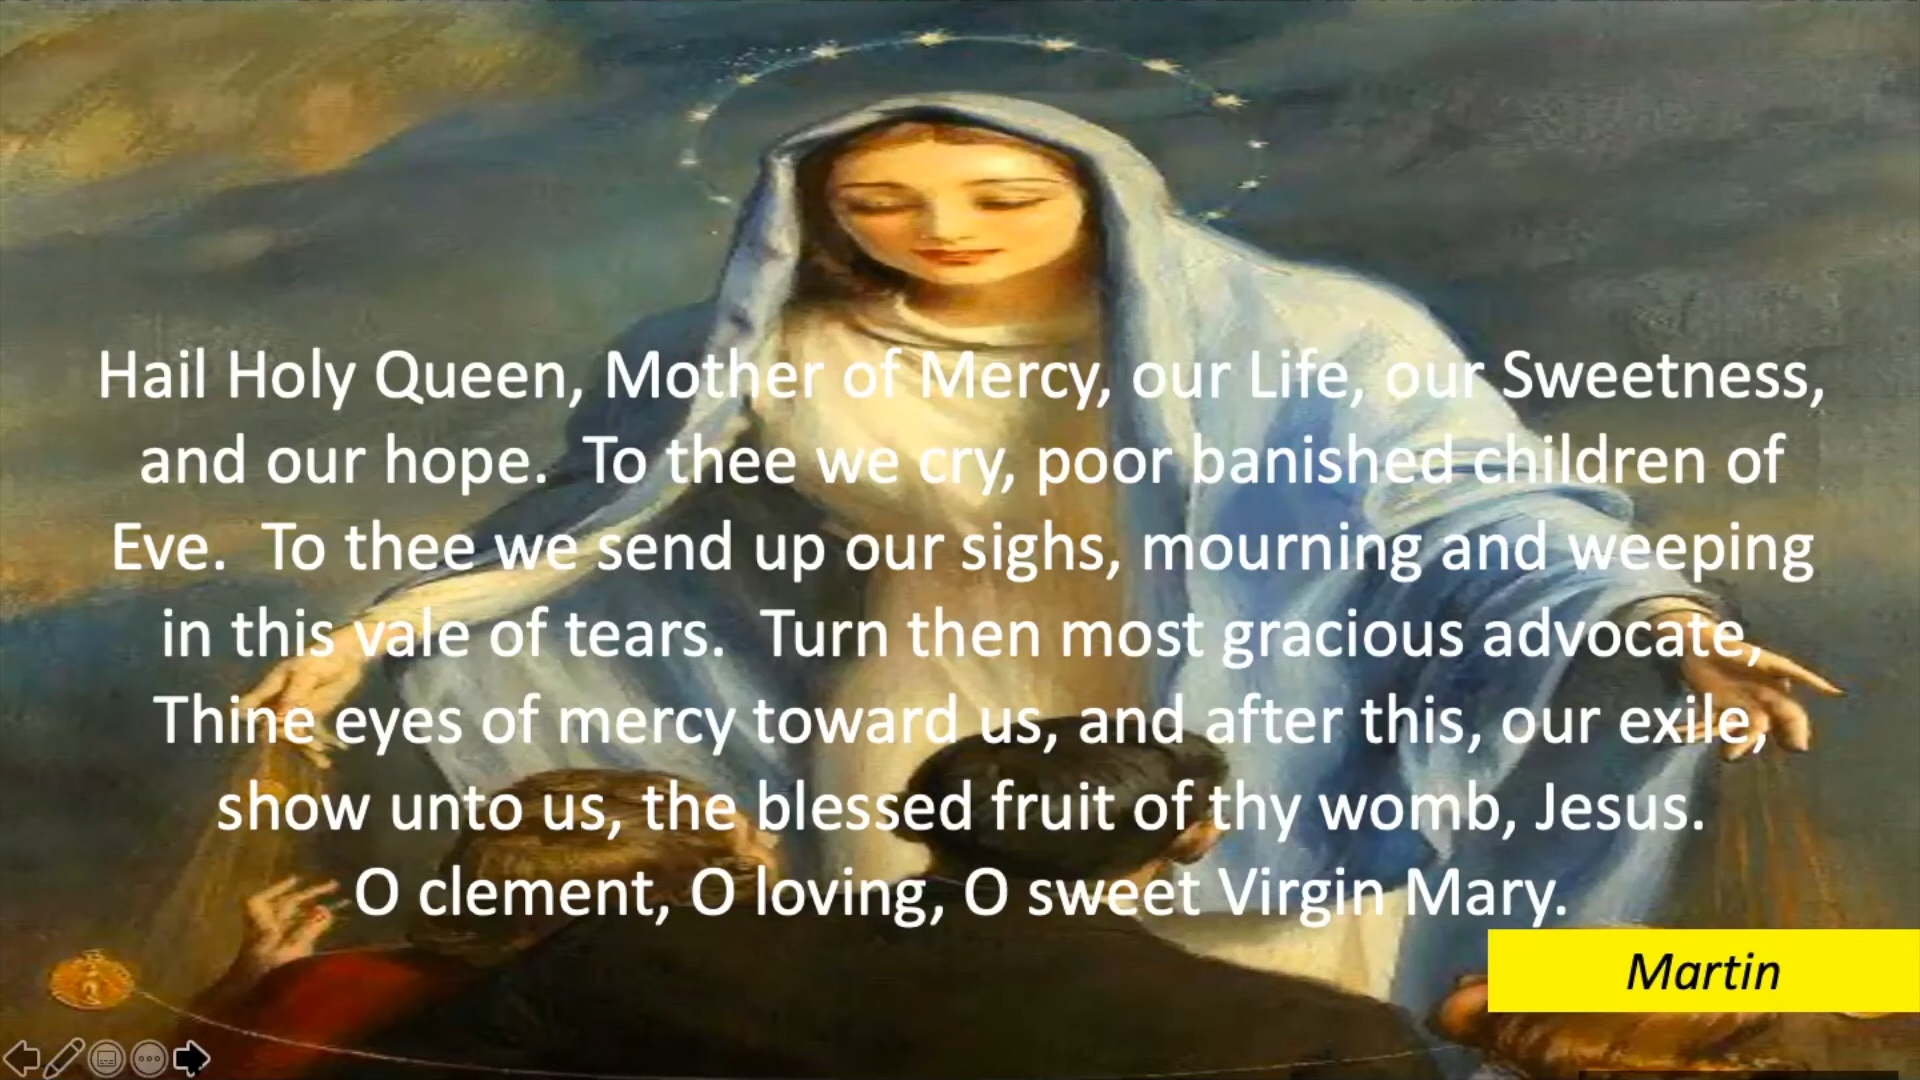 Hail Holy Queen, Mother of Mercy, our Life, our Sweetness,
and our hope.  To thee we cry, poor banished children of
Eve.  To thee we send up our sighs, mourning and weeping
in this vale of tears.  Turn then most gracious advocate,
Thine eyes of mercy toward us, and after this, our exile,
show unto us, the blessed fruit of thy womb, Jesus.
O clement, O loving, O sweet Virgin Mary.
Martin